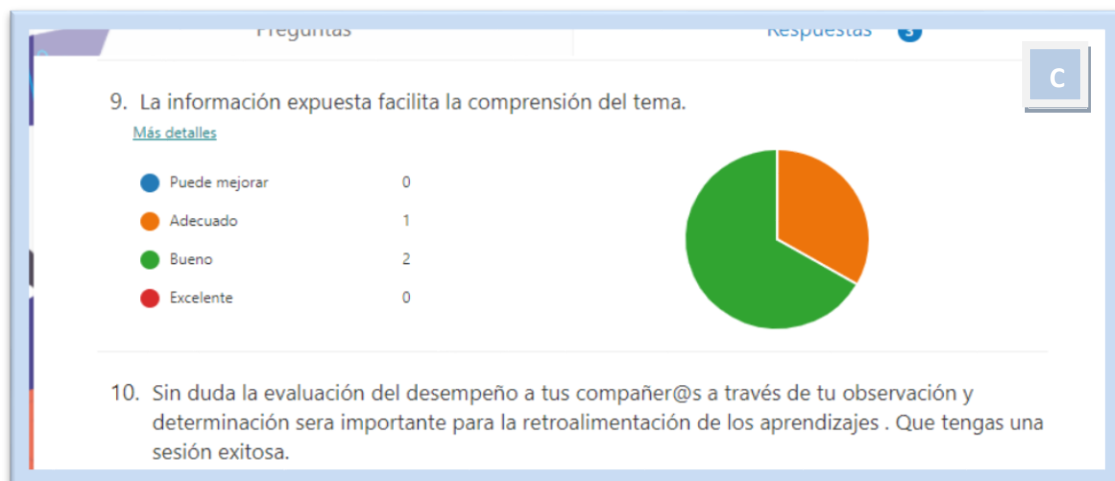 Preguntas
Respuestas 3
C
9. La información expuesta facilita la comprensión del tema.
Más detalles
Puede mejorar 0
Adecuado 1
Bueno 2
Excelente 0
10. Sin duda la evaluación del desempeño a tus compañer@s a través de tu observación y
determinación sera importante para la retroalimentación de los aprendizajes . Que tengas una
sesión exitosa.